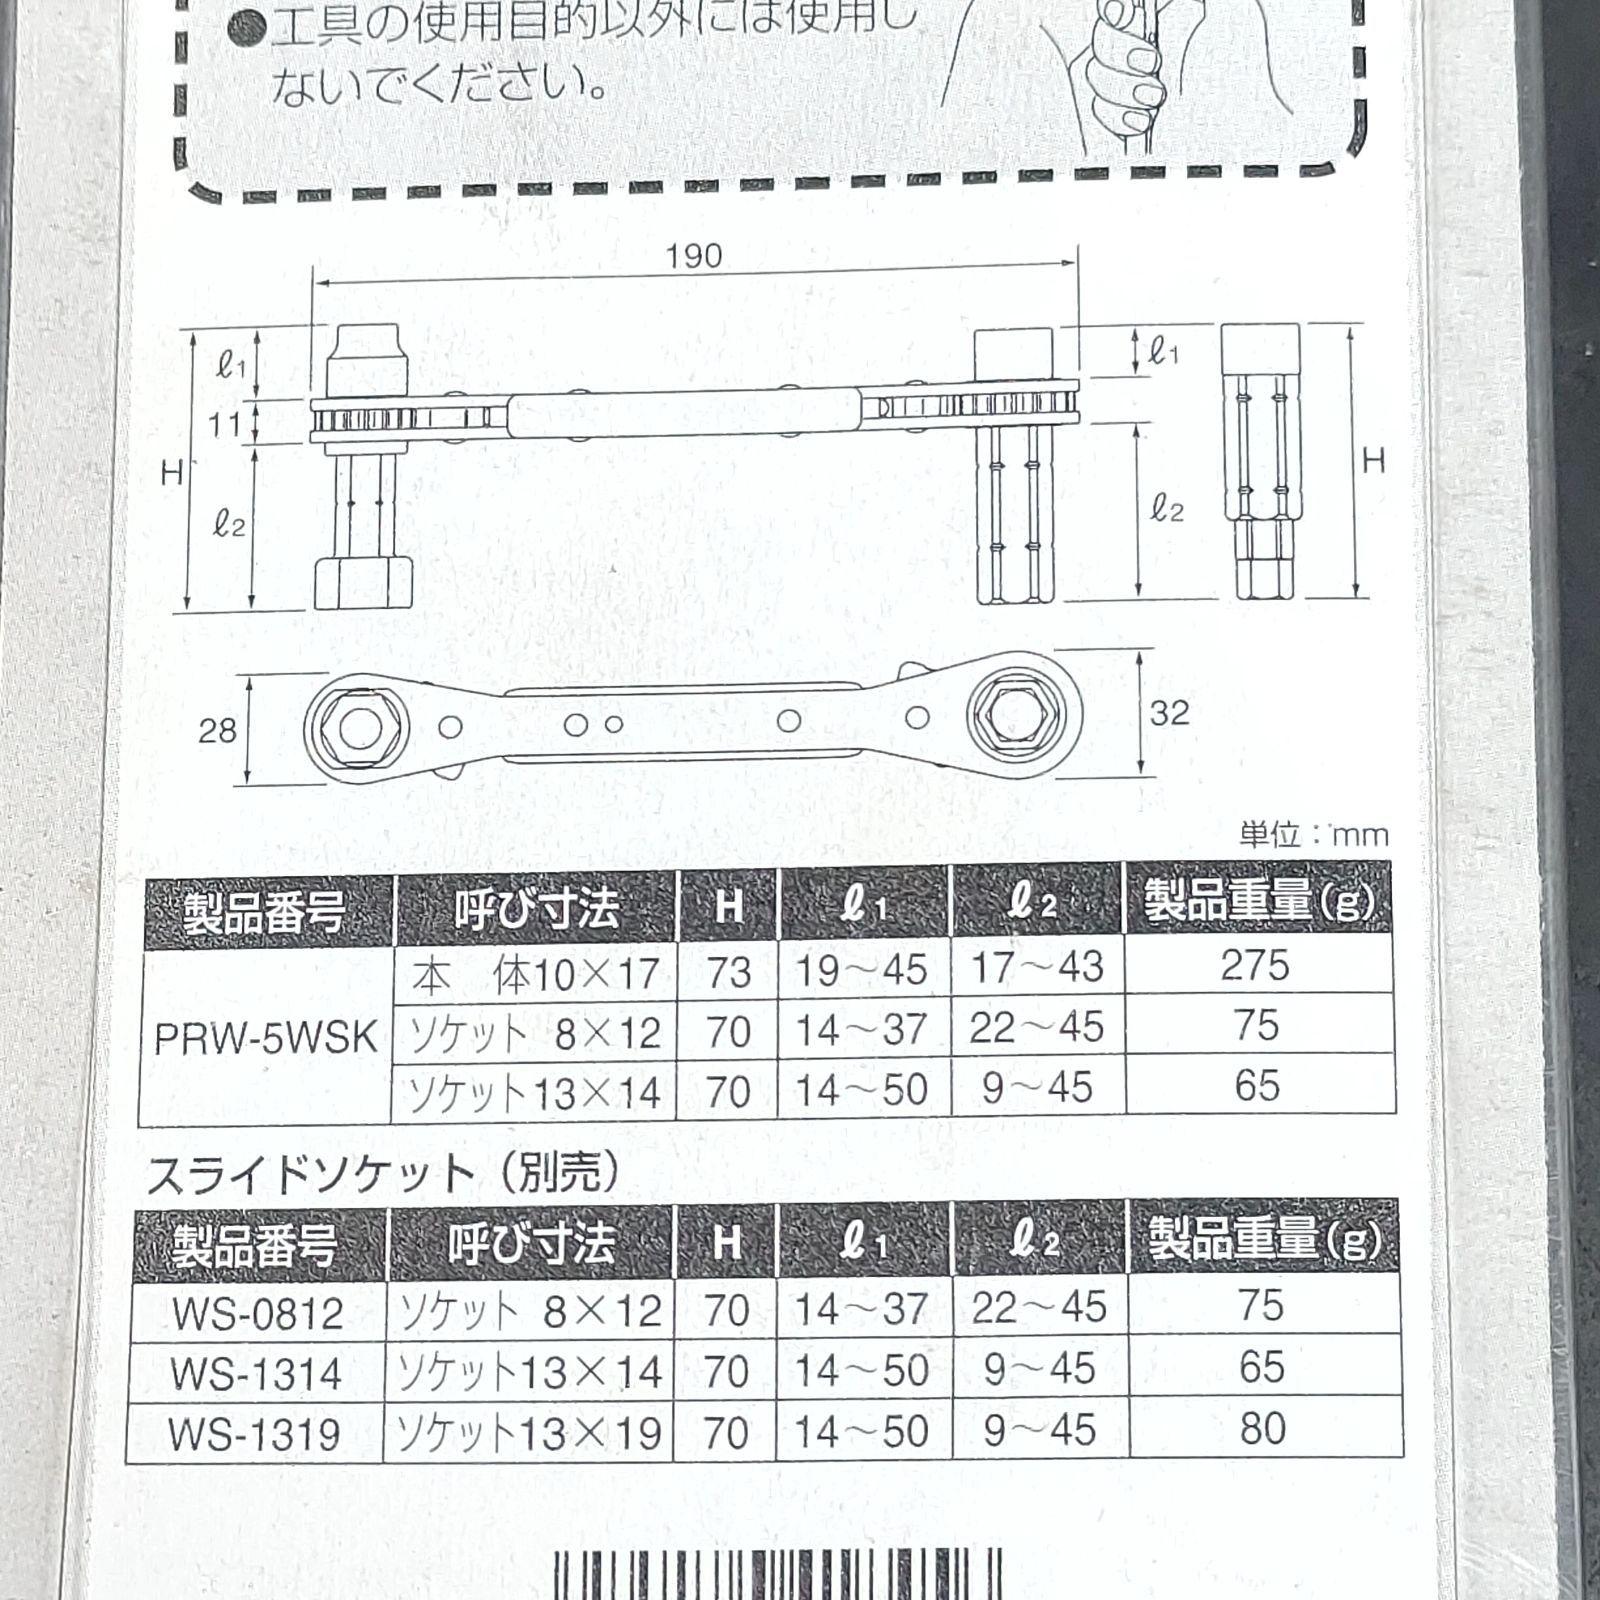 ●工具の使用目的以外には使用し
ないでください。
190
ℓ1
11
H
ℓ2
ℓ1
ℓ2
H
28
32
単位：mm
製品番号 呼び寸法 H ℓ1 ℓ2 製品重量(g)
PRW-5WSK 本　体10×17 73 19～45 17～43 275
ソケット 8×12 70 14～37 22～45 75
ソケット13×14 70 14～50 9～45 65
スライドソケット（別売）
製品番号 呼び寸法 H ℓ1 ℓ2 製品重量(g)
WS-0812 ソケット 8×12 70 14～37 22～45 75
WS-1314 ソケット13×14 70 14～50 9～45 65
WS-1319 ソケット13×19 70 14～50 9～45 80